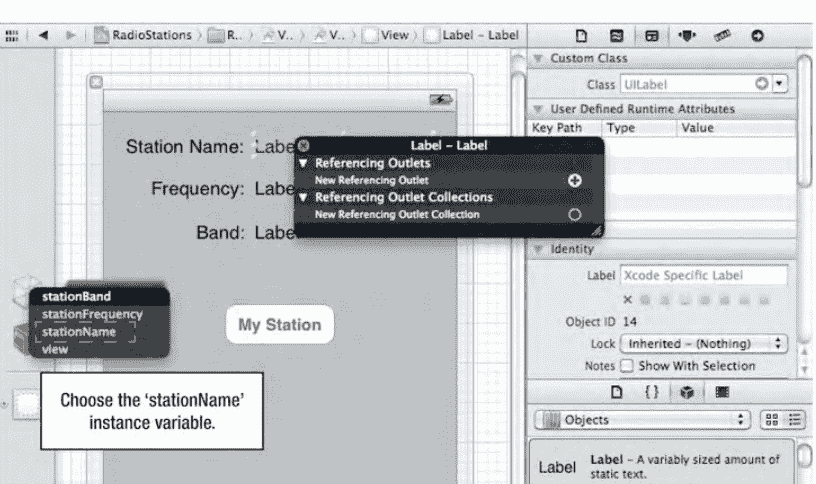 RadioStations R.. V.. V.. View Label - Label
Custom Class
Class UILabel
User Defined Runtime Attributes
Key Path Type Value
Station Name: Labe
Label - Label
Referencing Outlets
New Referencing Outlet
Frequency: Labe
Referencing Outlet Collections
New Referencing Outlet Collection
Band: Labe
Identity
Label Xcode Specific Label
Object ID 14
Lock Inherited - (Nothing)
Notes Show With Selection
stationBand
stationFrequency
stationName
view
My Station
Choose the ‘stationName’
instance variable.
{ }
Objects
Label Label - A variably sized amount of
static text.